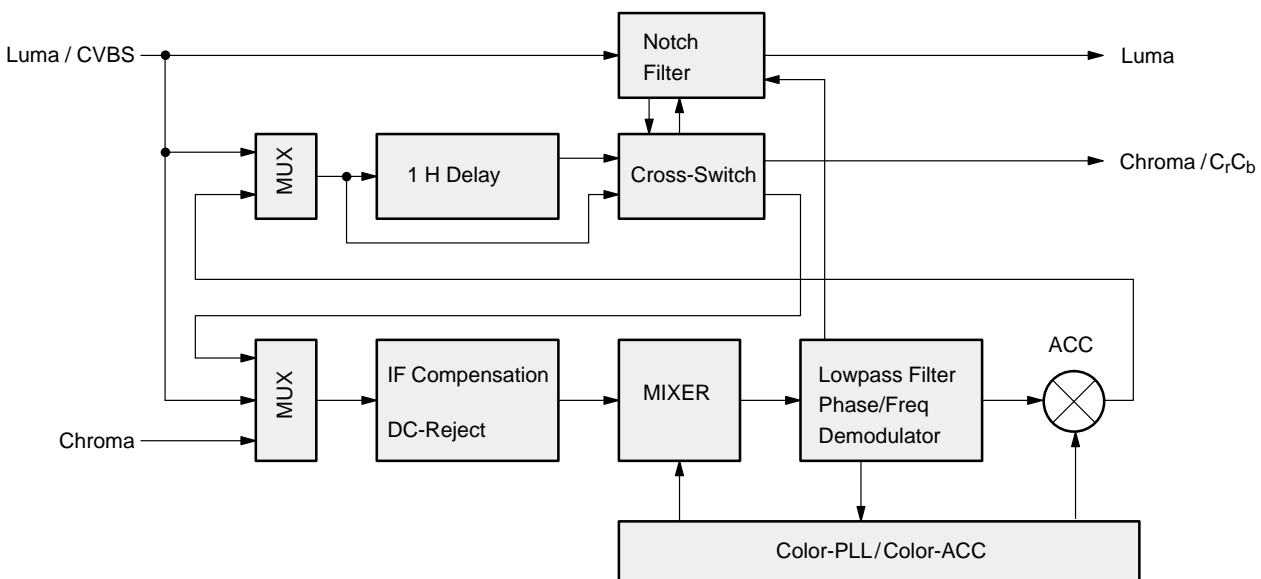 Luma / CVBS
Notch
Filter
Luma
MUX
1 H Delay
Cross-Switch
Chroma / CrCb
ACC
MUX
IF Compensation
DC-Reject
MIXER
Lowpass Filter
Phase/Freq
Demodulator
Chroma
Color-PLL/Color-ACC